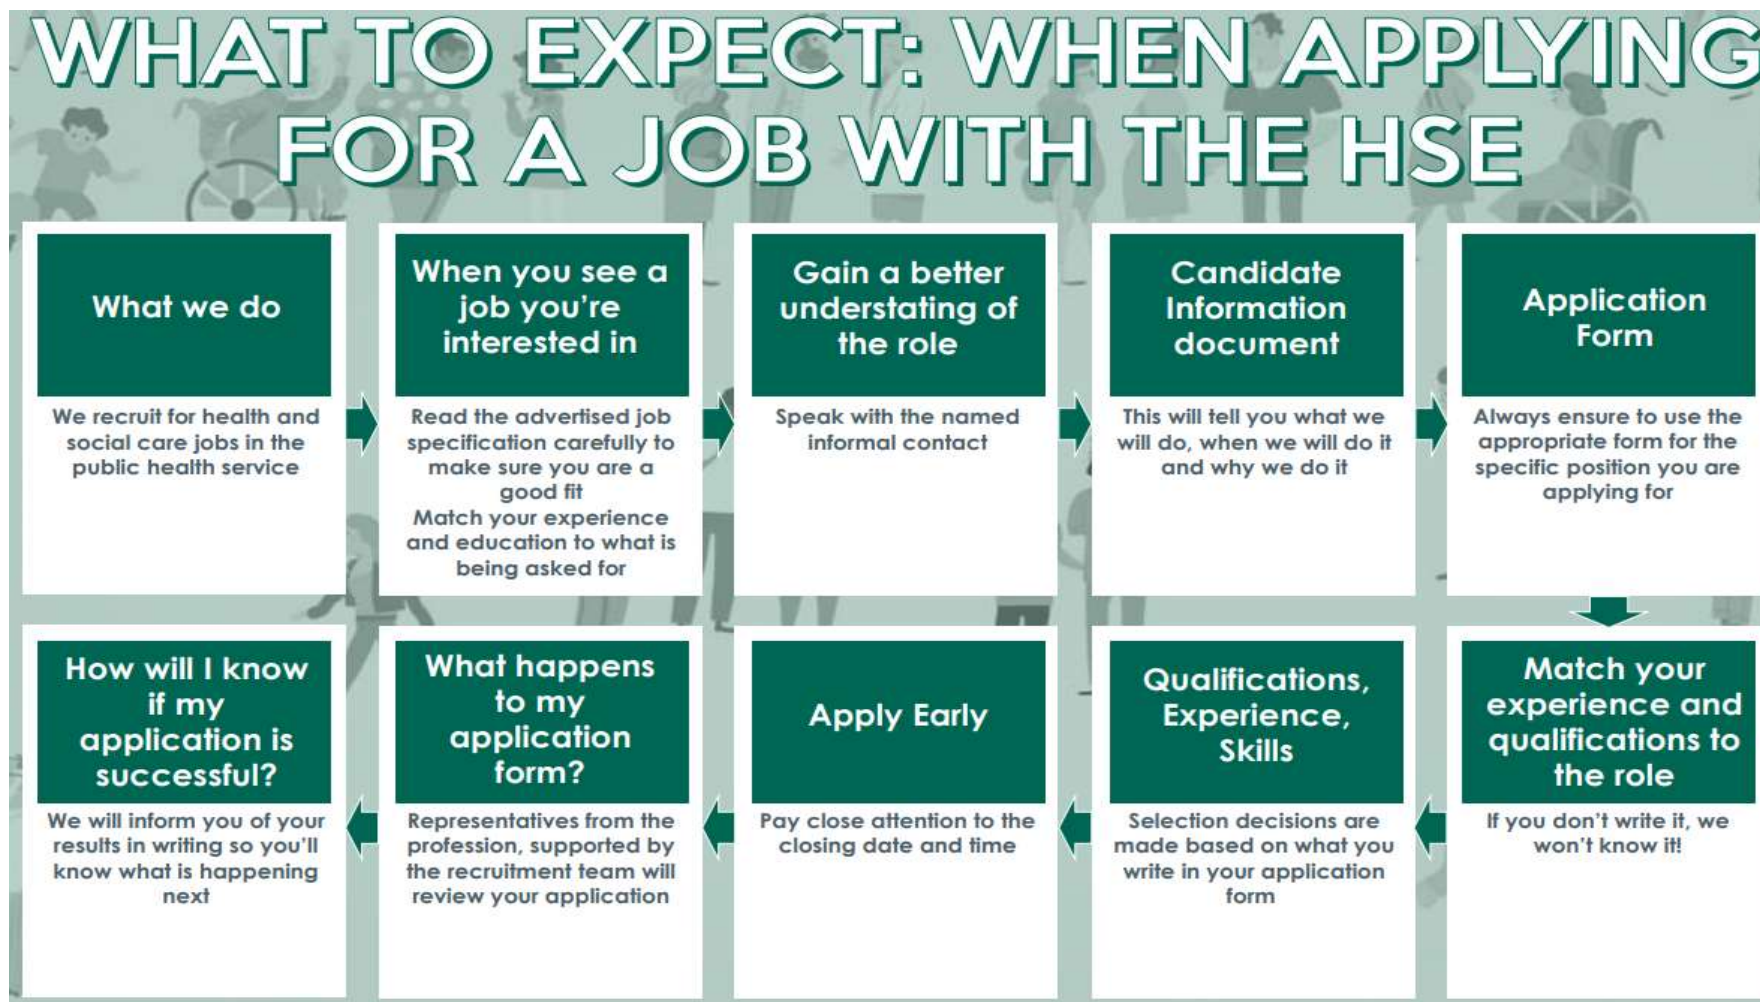 WHAT TO EXPECT: WHEN APPLYING
FOR A JOB WITH THE HSE
What we do
We recruit for health and
social care jobs in the
public health service
When you see a
job you're
interested in
Read the advertised job
specification carefully to
make sure you are a
good fit
Match your experience
and education to what is
being asked for
Gain a better
understating of
the role
Speak with the named
informal contact
Candidate
Information
document
This will tell you what we
will do, when we will do it
and why we do it
Application
Form
Always ensure to use the
appropriate form for the
specific position you are
applying for
Match your
experience and
qualifications to
the role
If you don't write it, we
won't know it!
Qualifications,
Experience,
Skills
Selection decisions are
made based on what you
write in your application
form
Apply Early
Pay close attention to the
closing date and time
What happens
to my
application
form?
Representatives from the
profession, supported by
the recruitment team will
review your application
How will I know
if my
application is
successful?
We will inform you of your
results in writing so you'll
know what is happening
next